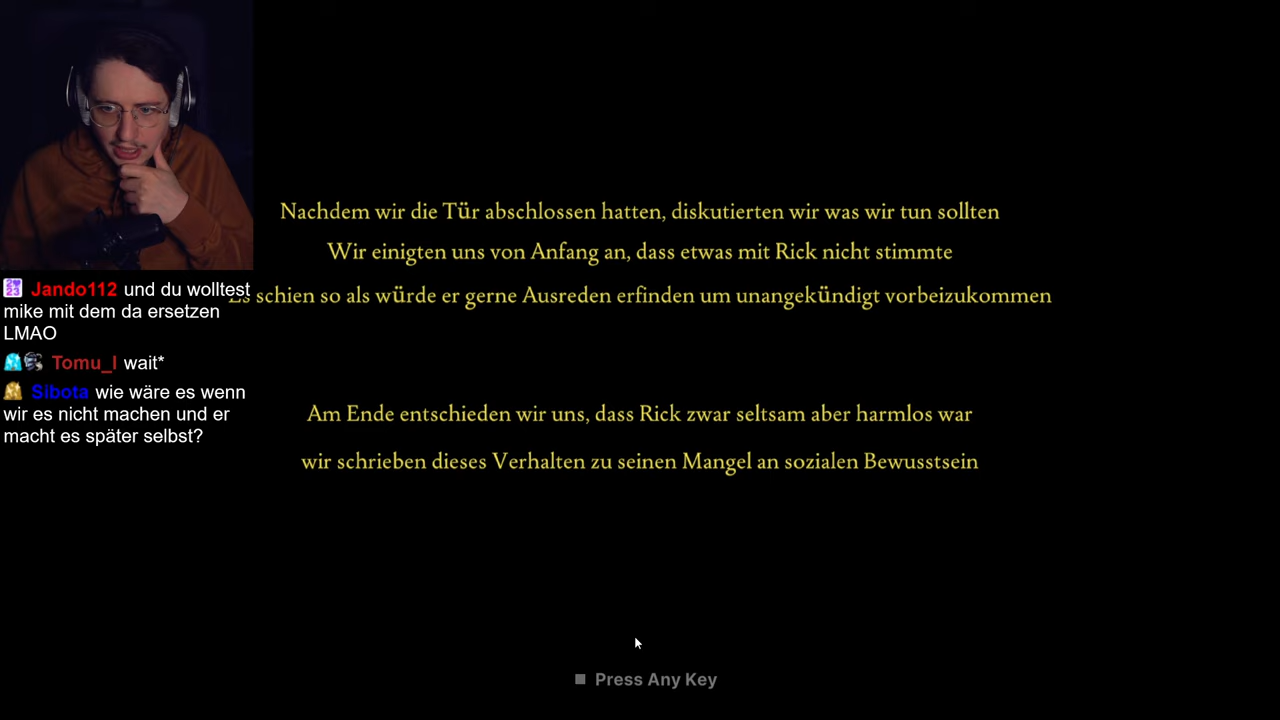 Nachdem wir die Tür abschlossen hatten, diskutierten wir was wir tun sollten
Wir einigten uns von Anfang an, dass etwas mit Rick nicht stimmte
Es schien so als würde er gerne Ausreden erfinden um unangekündigt vorbeizukommen
Am Ende entschieden wir uns, dass Rick zwar seltsam aber harmlos war
wir schrieben dieses Verhalten zu seinen Mangel an sozialen Bewusstsein
Jando112 und du wolltest
mike mit dem da ersetzen
LMAO
Tomu_I wait*
Sibota wie wäre es wenn
wir es nicht machen und er
macht es später selbst?
Press Any Key